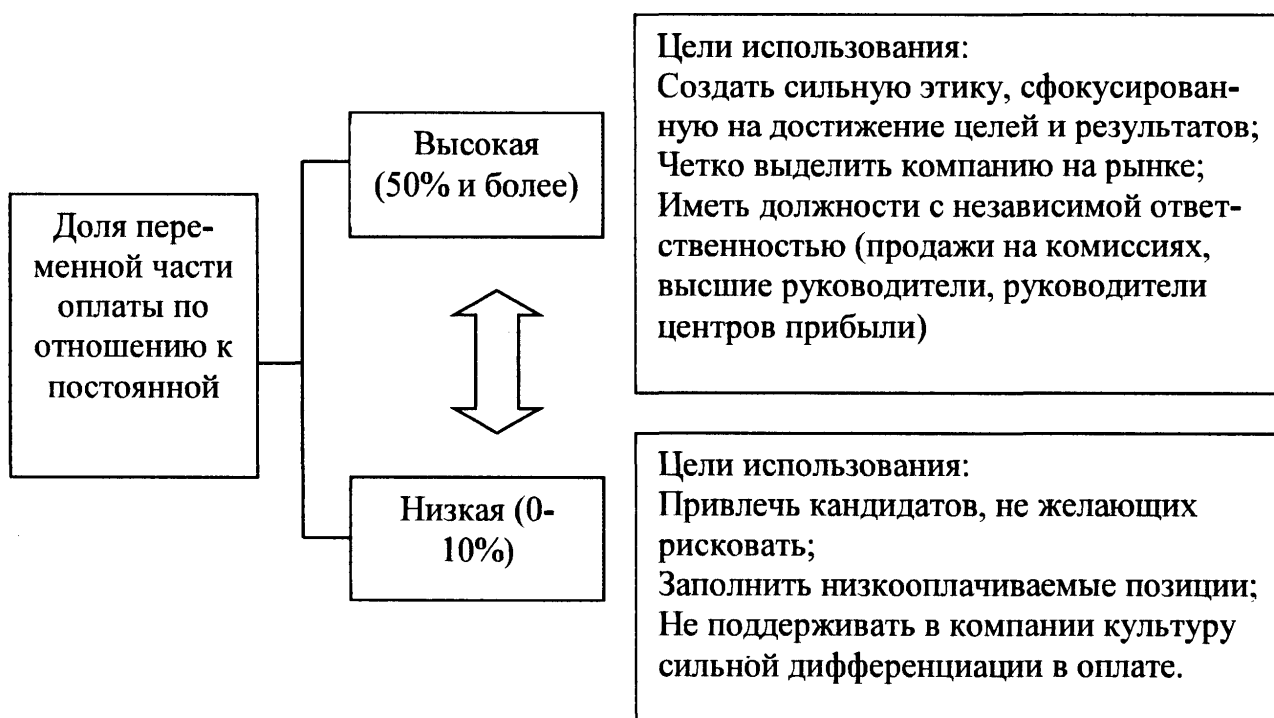 Доля пере-
менной части
оплаты по
отношению к
постоянной
Высокая
(50% и более)
Цели использования:
Создать сильную этику, сфокусирован-
ную на достижение целей и результатов;
Четко выделить компанию на рынке;
Иметь должности с независимой ответ-
ственностью (продажи на комиссиях,
высшие руководители, руководители
центров прибыли)
Низкая (0-
10%)
Цели использования:
Привлечь кандидатов, не желающих
рисковать;
Заполнить низкооплачиваемые позиции;
Не поддерживать в компании культуру
сильной дифференциации в оплате.